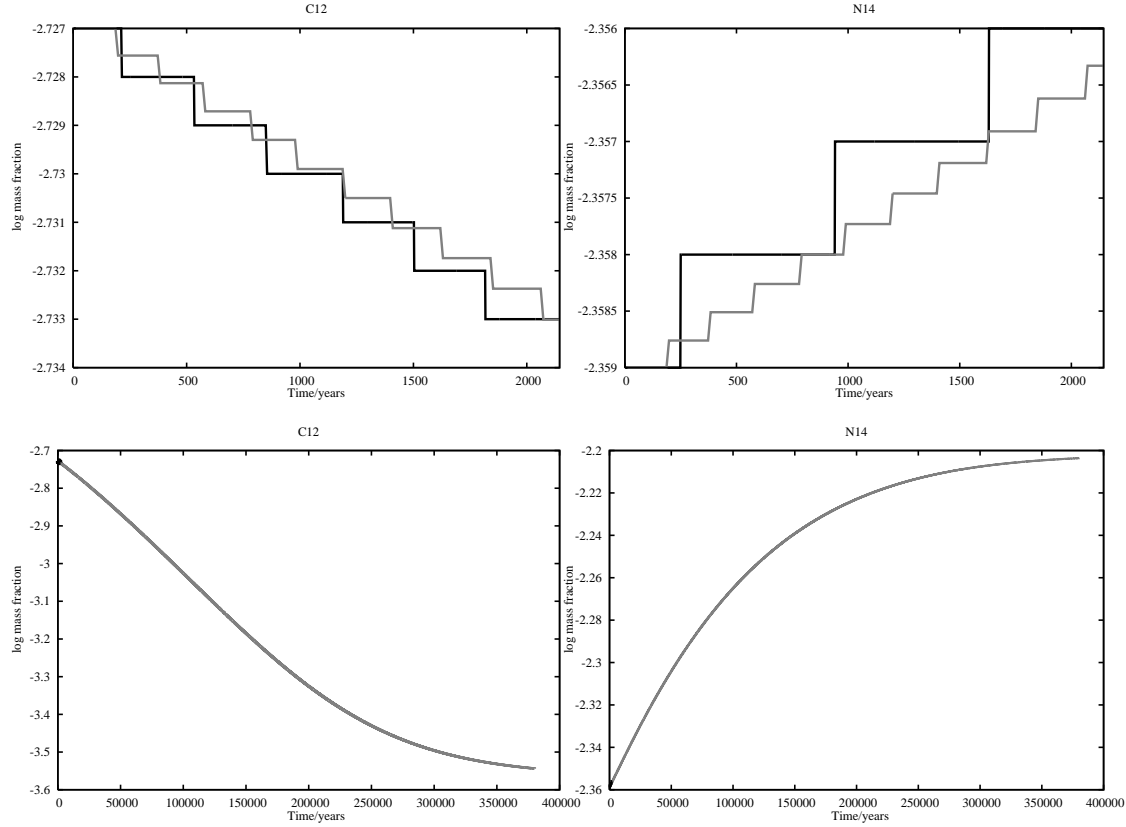 C12
log mass fraction
-2.727
-2.728
-2.729
-2.73
-2.731
-2.732
-2.733
-2.734
0 500 1000 1500 2000
Time/years
N14
log mass fraction
-2.356
-2.3565
-2.357
-2.3575
-2.358
-2.3585
-2.359
0 500 1000 1500 2000
Time/years
C12
log mass fraction
-2.7
-2.8
-2.9
-3
-3.1
-3.2
-3.3
-3.4
-3.5
-3.6
0 50000 100000 150000 200000 250000 300000 350000 400000
Time/years
N14
log mass fraction
-2.2
-2.22
-2.24
-2.26
-2.28
-2.3
-2.32
-2.34
-2.36
0 50000 100000 150000 200000 250000 300000 350000 400000
Time/years